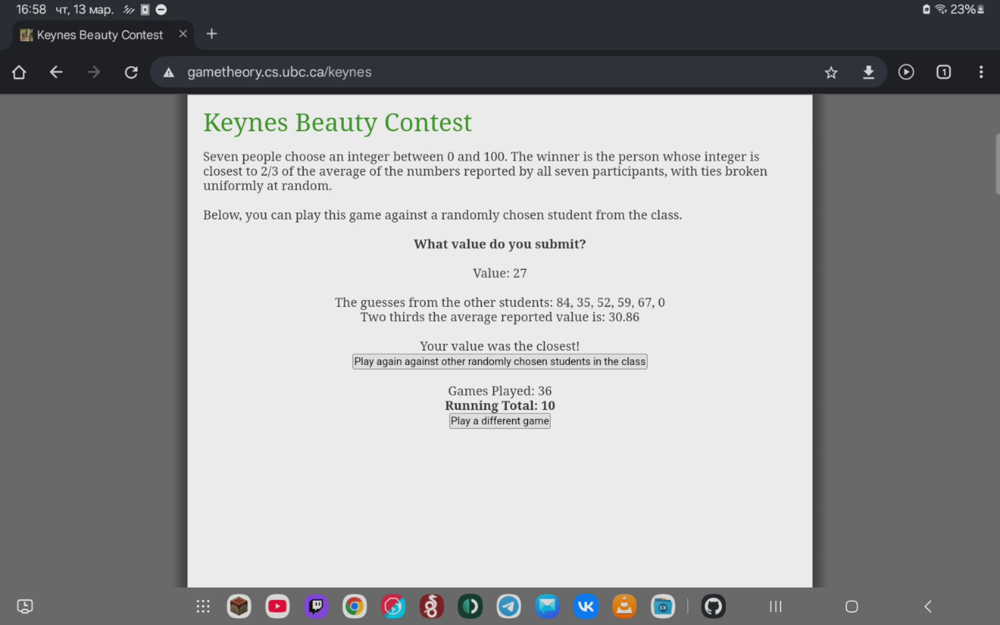 16:58 чт, 13 мар.
23%
Keynes Beauty Contest
gametheory.cs.ubc.ca/keynes
1
Keynes Beauty Contest
Seven people choose an integer between 0 and 100. The winner is the person whose integer is
closest to 2/3 of the average of the numbers reported by all seven participants, with ties broken
uniformly at random.
Below, you can play this game against a randomly chosen student from the class.
What value do you submit?
Value: 27
The guesses from the other students: 84, 35, 52, 59, 67, 0
Two thirds the average reported value is: 30.86
Your value was the closest!
Play again against other randomly chosen students in the class
Games Played: 36
Running Total: 10
Play a different game
CX